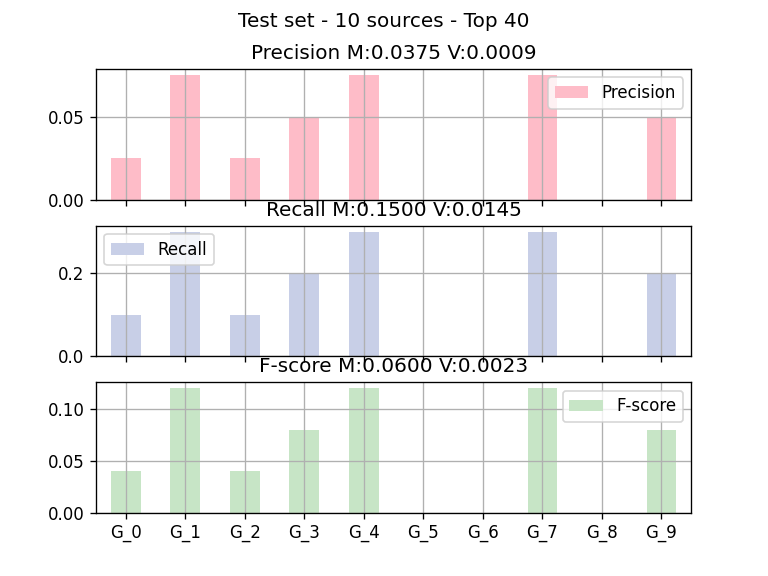 Test set - 10 sources - Top 40
Precision M:0.0375 V:0.0009
Precision
0.05
0.00
Recall M:0.1500 V:0.0145
Recall
0.2
0.0
F-score M:0.0600 V:0.0023
F-score
0.10
0.05
0.00
G_0 G_1 G_2 G_3 G_4 G_5 G_6 G_7 G_8 G_9